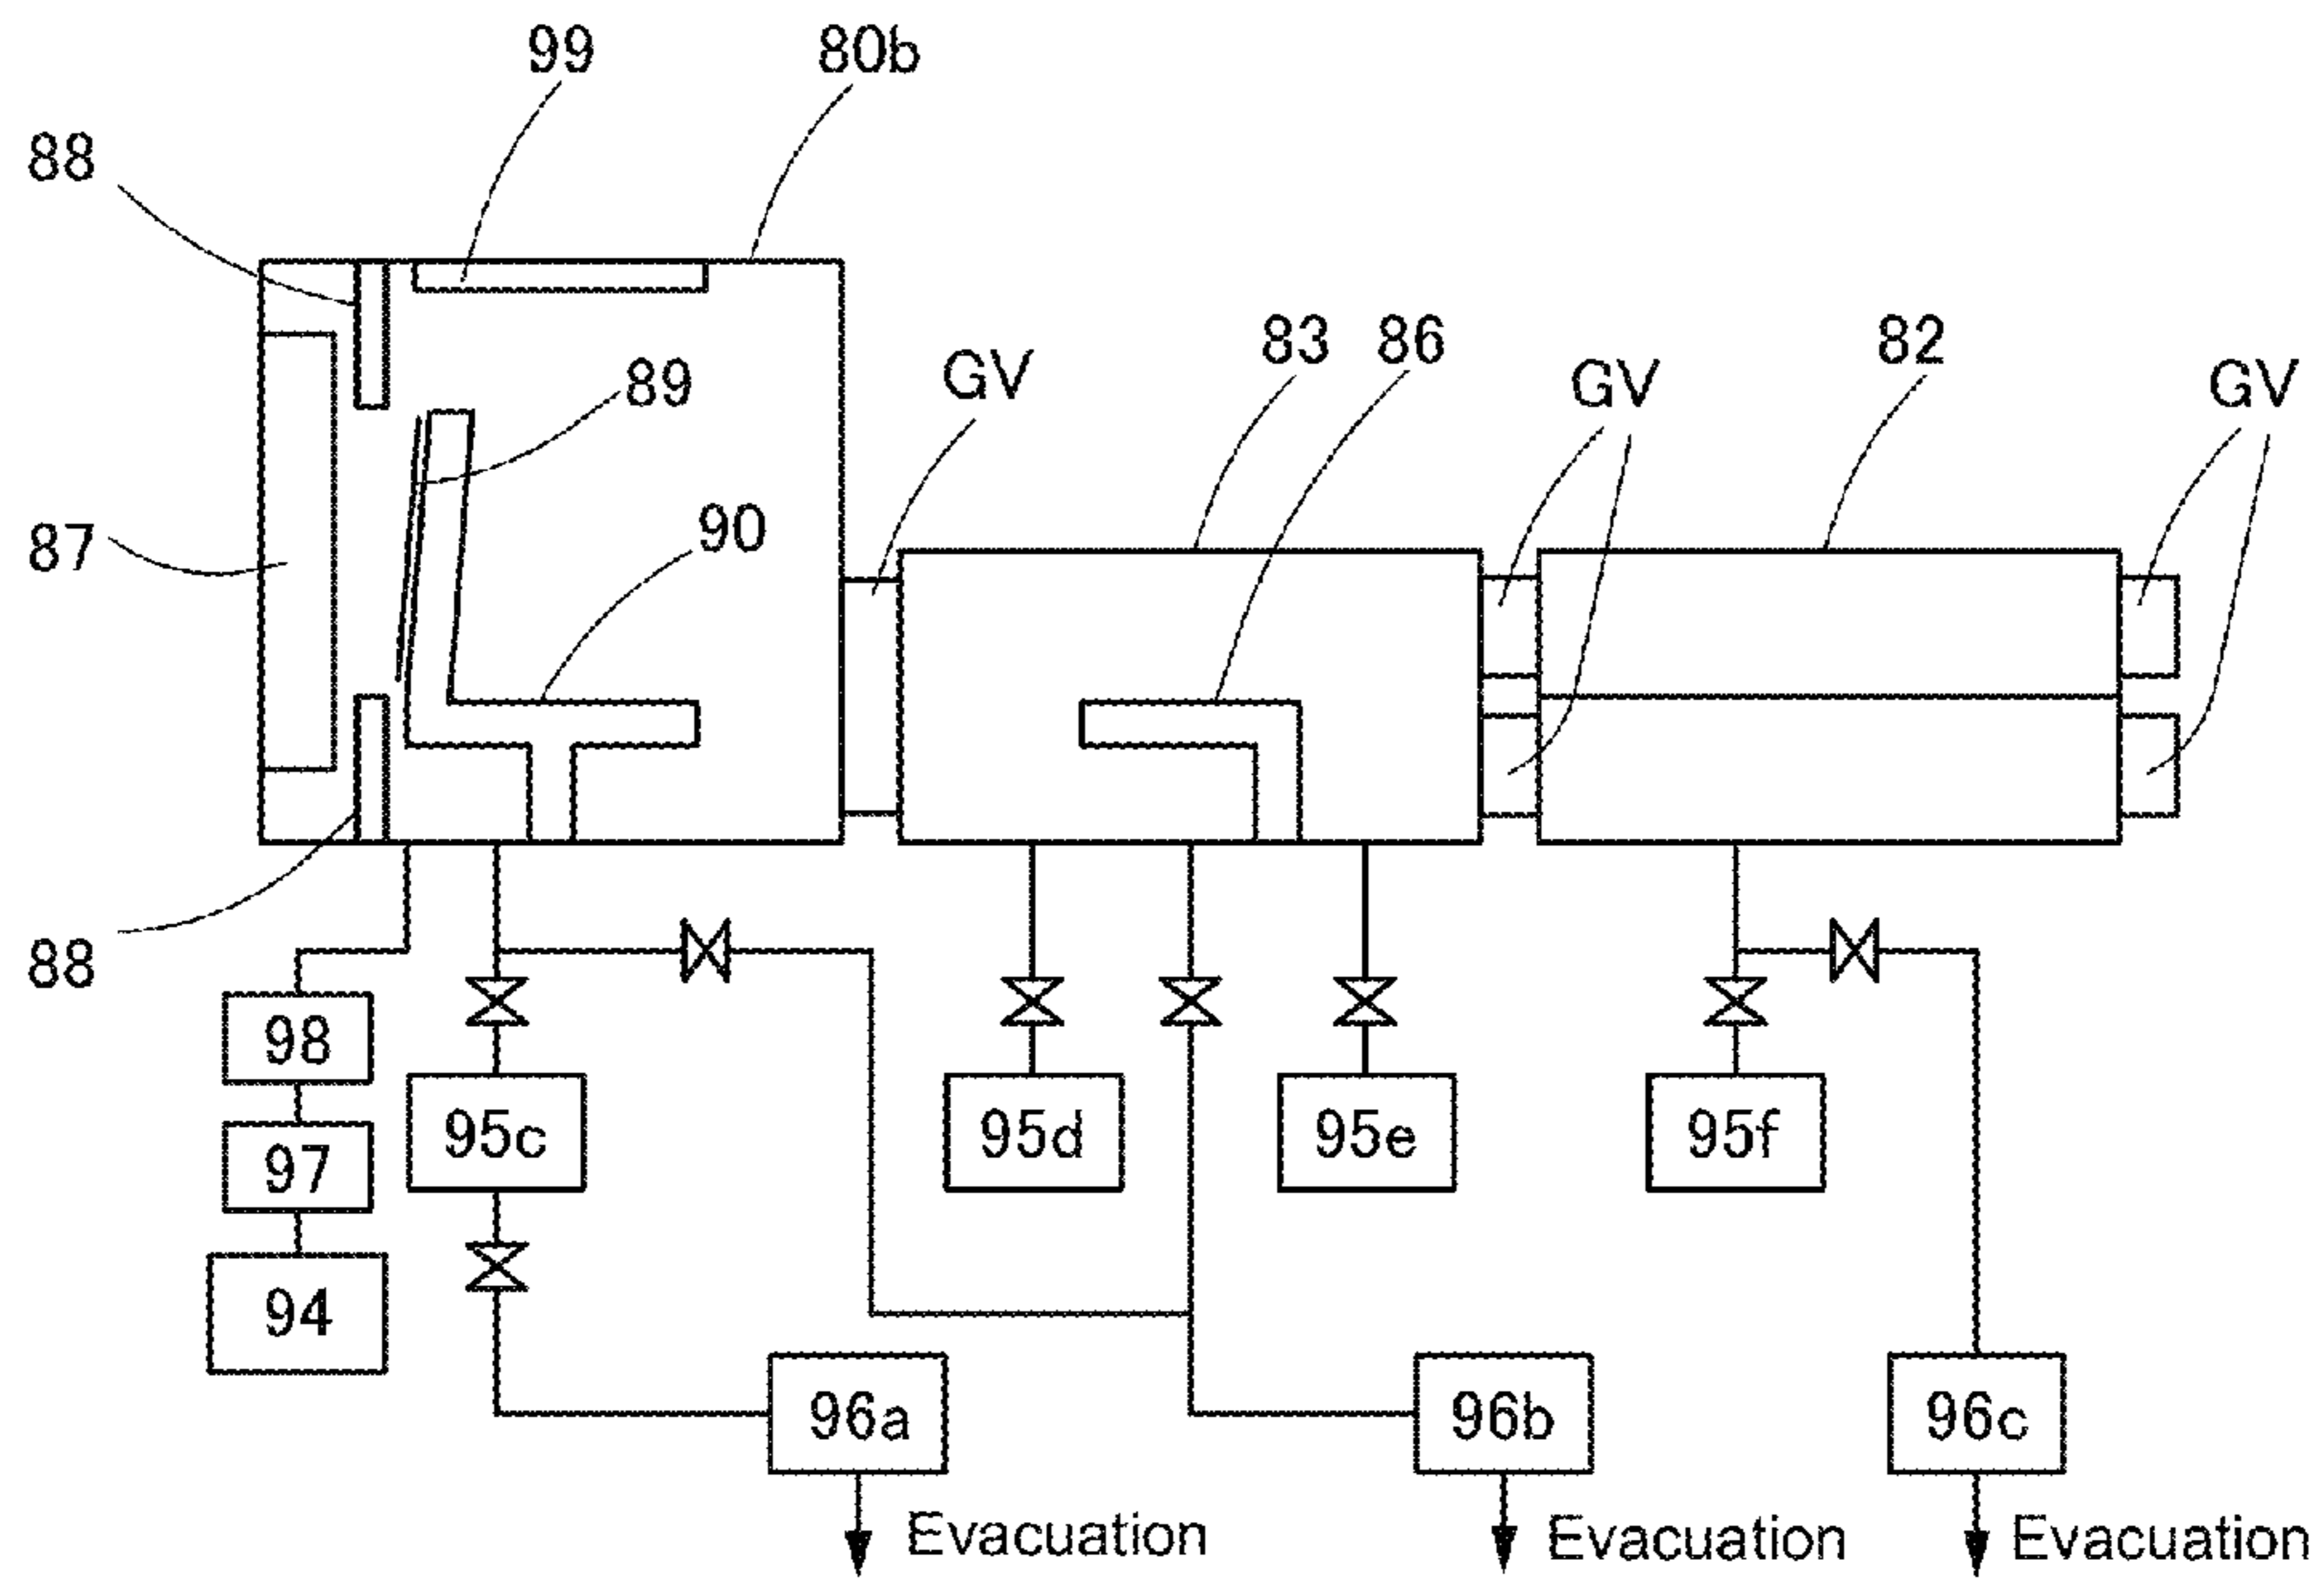 99
80b
88
83
86
82
GV
GV
GV
89
90
87
88
98
95c
95d
95e
95f
97
94
96a
96b
96c
Evacuation
Evacuation
Evacuation